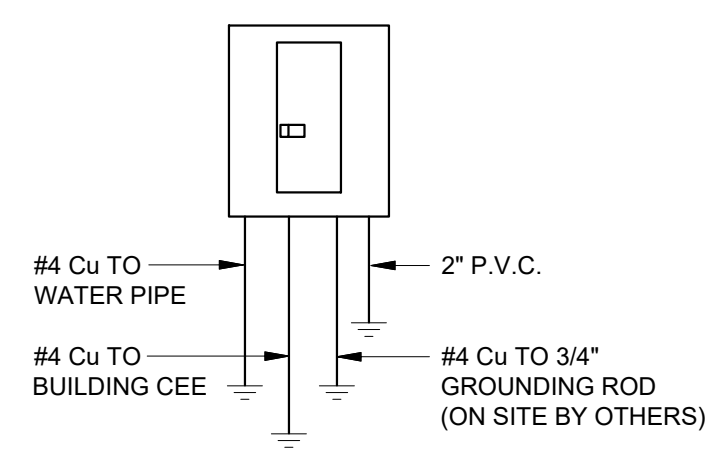 #4 Cu TO
WATER PIPE
2" P.V.C.
#4 Cu TO
BUILDING CEE
#4 Cu TO 3/4"
GROUNDING ROD
(ON SITE BY OTHERS)